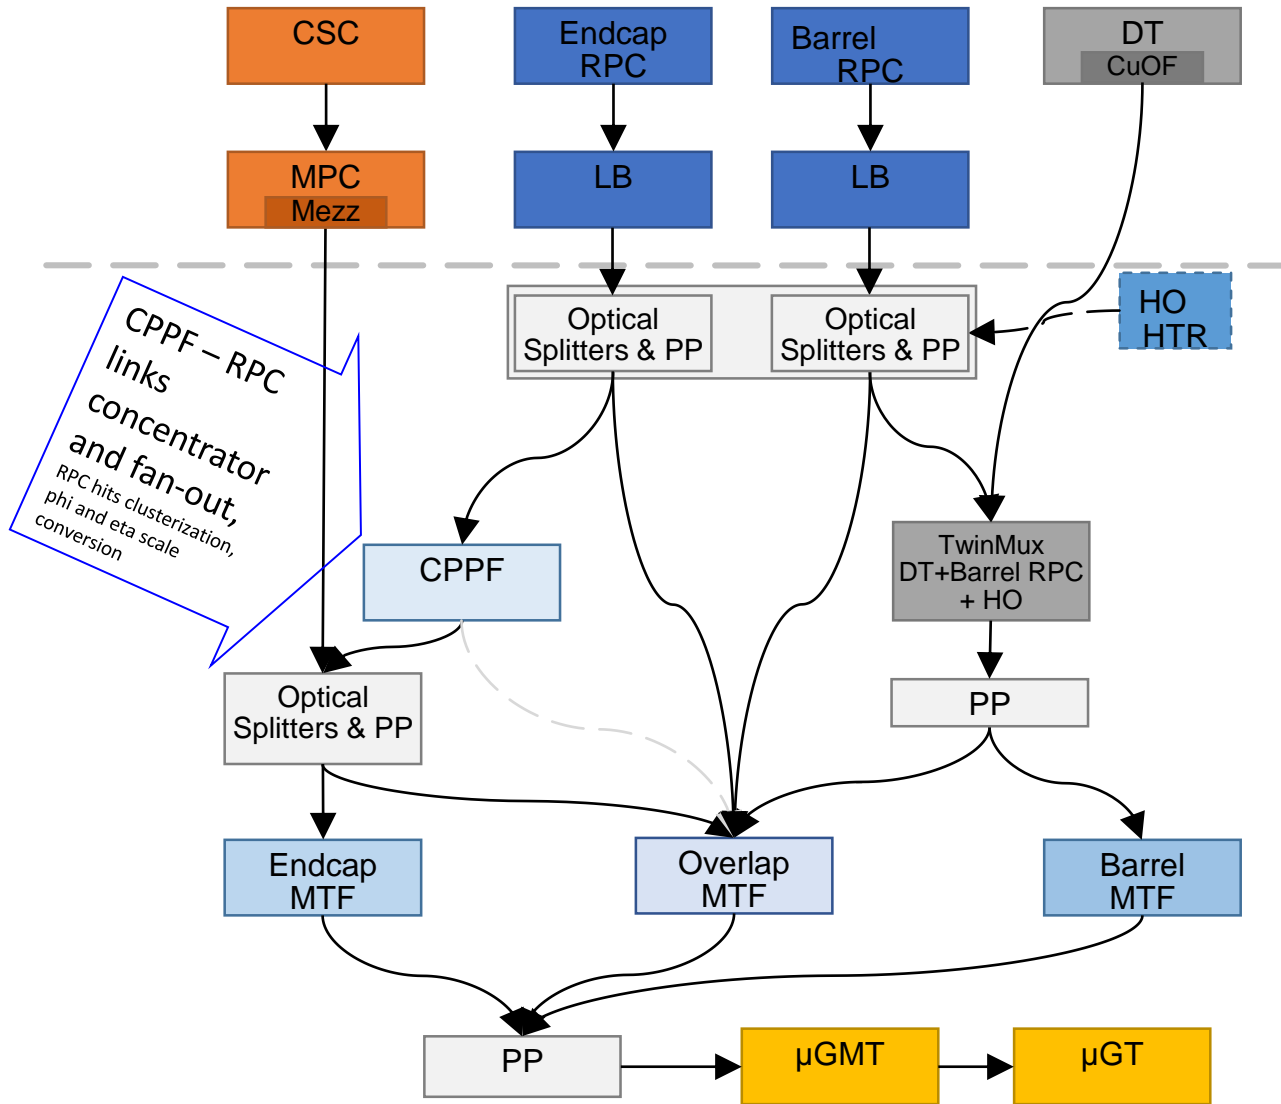 CSC
Endcap
RPC
Barrel
RPC
DT
CuOF
MPC
Mezz
LB
LB
HO
HTR
CPPF – RPC
links
concentrator
and fan-out,
RPC hits clusterization,
phi and eta scale
conversion
Optical
Splitters & PP
Optical
Splitters & PP
CPPF
TwinMux
DT+Barrel RPC
+ HO
Optical
Splitters & PP
PP
Endcap
MTF
Overlap
MTF
Barrel
MTF
PP
µGMT
µGT